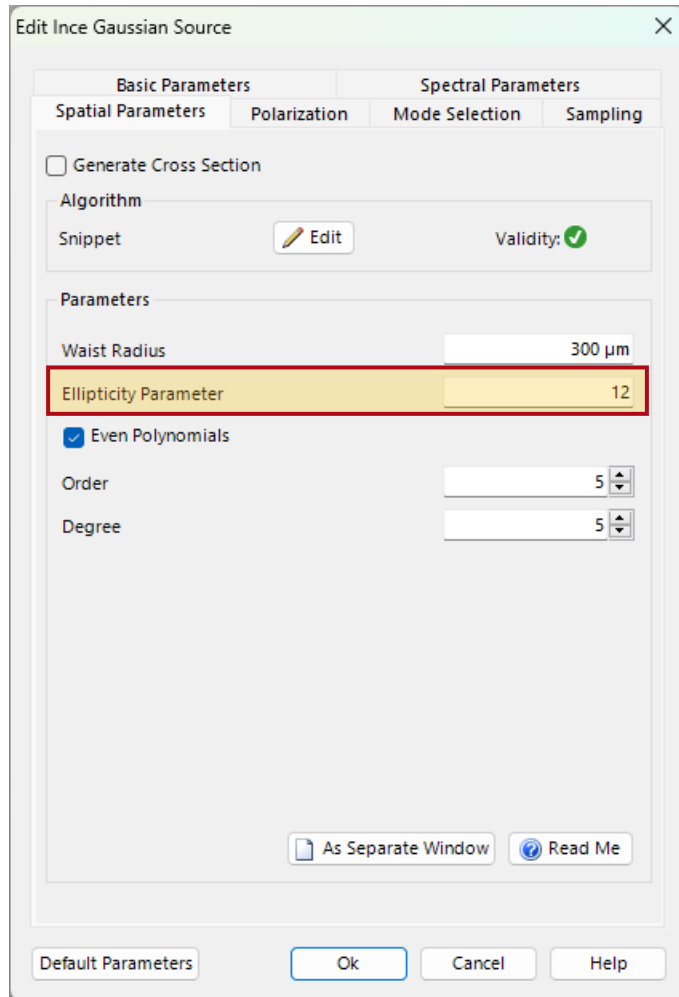 Edit Ince Gaussian Source
Basic Parameters Spectral Parameters
Spatial Parameters Polarization Mode Selection Sampling
Generate Cross Section
Algorithm
Snippet Edit Validity:
Parameters
Waist Radius 300 µm
Ellipticity Parameter 12
Even Polynomials
Order 5
Degree 5
As Separate Window Read Me
Default Parameters Ok Cancel Help